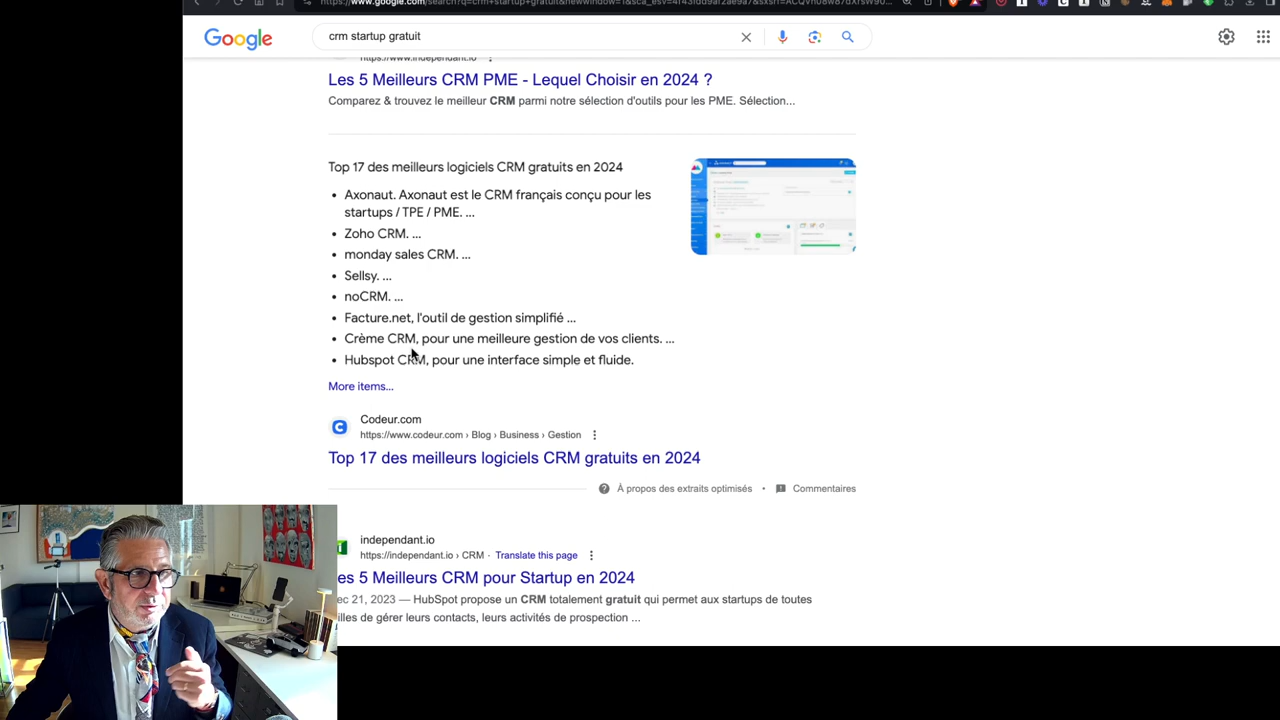 Google
crm startup gratuit
https://www.independant.io
Les 5 Meilleurs CRM PME - Lequel Choisir en 2024 ?
Comparez & trouvez le meilleur CRM parmi notre sélection d'outils pour les PME. Sélection...
Top 17 des meilleurs logiciels CRM gratuits en 2024
• Axonaut. Axonaut est le CRM français conçu pour les
startups / TPE / PME. ...
• Zoho CRM. ...
• monday sales CRM. ...
• Sellsy. ...
• noCRM. ...
• Facture.net, l'outil de gestion simplifié ...
• Crème CRM, pour une meilleure gestion de vos clients. ...
• Hubspot CRM, pour une interface simple et fluide.
More items...
Codeur.com
https://www.codeur.com › Blog › Business › Gestion
Top 17 des meilleurs logiciels CRM gratuits en 2024
À propos des extraits optimisés • Commentaires
independant.io
https://independant.io › CRM · Translate this page
es 5 Meilleurs CRM pour Startup en 2024
ec 21, 2023 — HubSpot propose un CRM totalement gratuit qui permet aux startups de toutes
illes de gérer leurs contacts, leurs activités de prospection ...